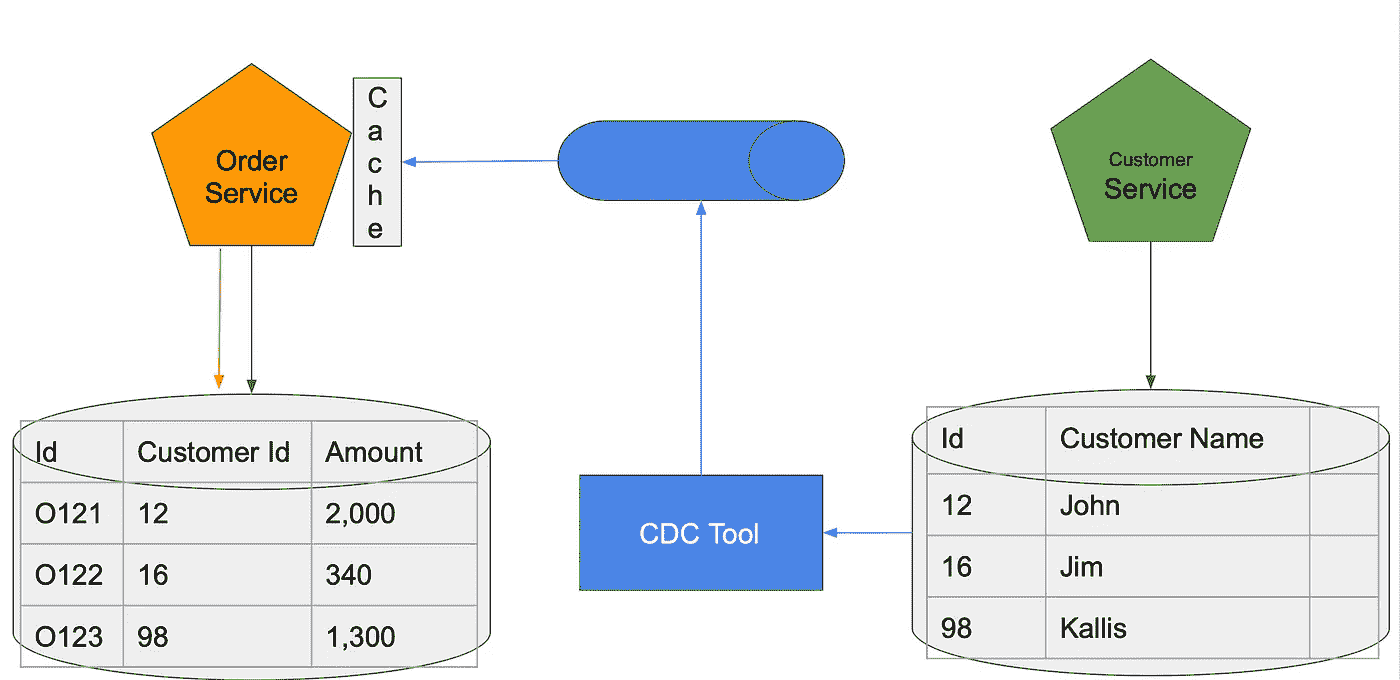 Order
Service
C
a
c
h
e
Customer
Service
Id Customer Id Amount
O121 12 2,000
O122 16 340
O123 98 1,300
CDC Tool
Id Customer Name
12 John
16 Jim
98 Kallis